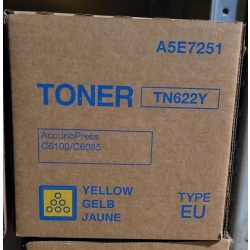 A5E7251
TONER TN622Y
AccurioPress
C6100/C6085
YELLOW
GELB
JAUNE
TYPE
EU